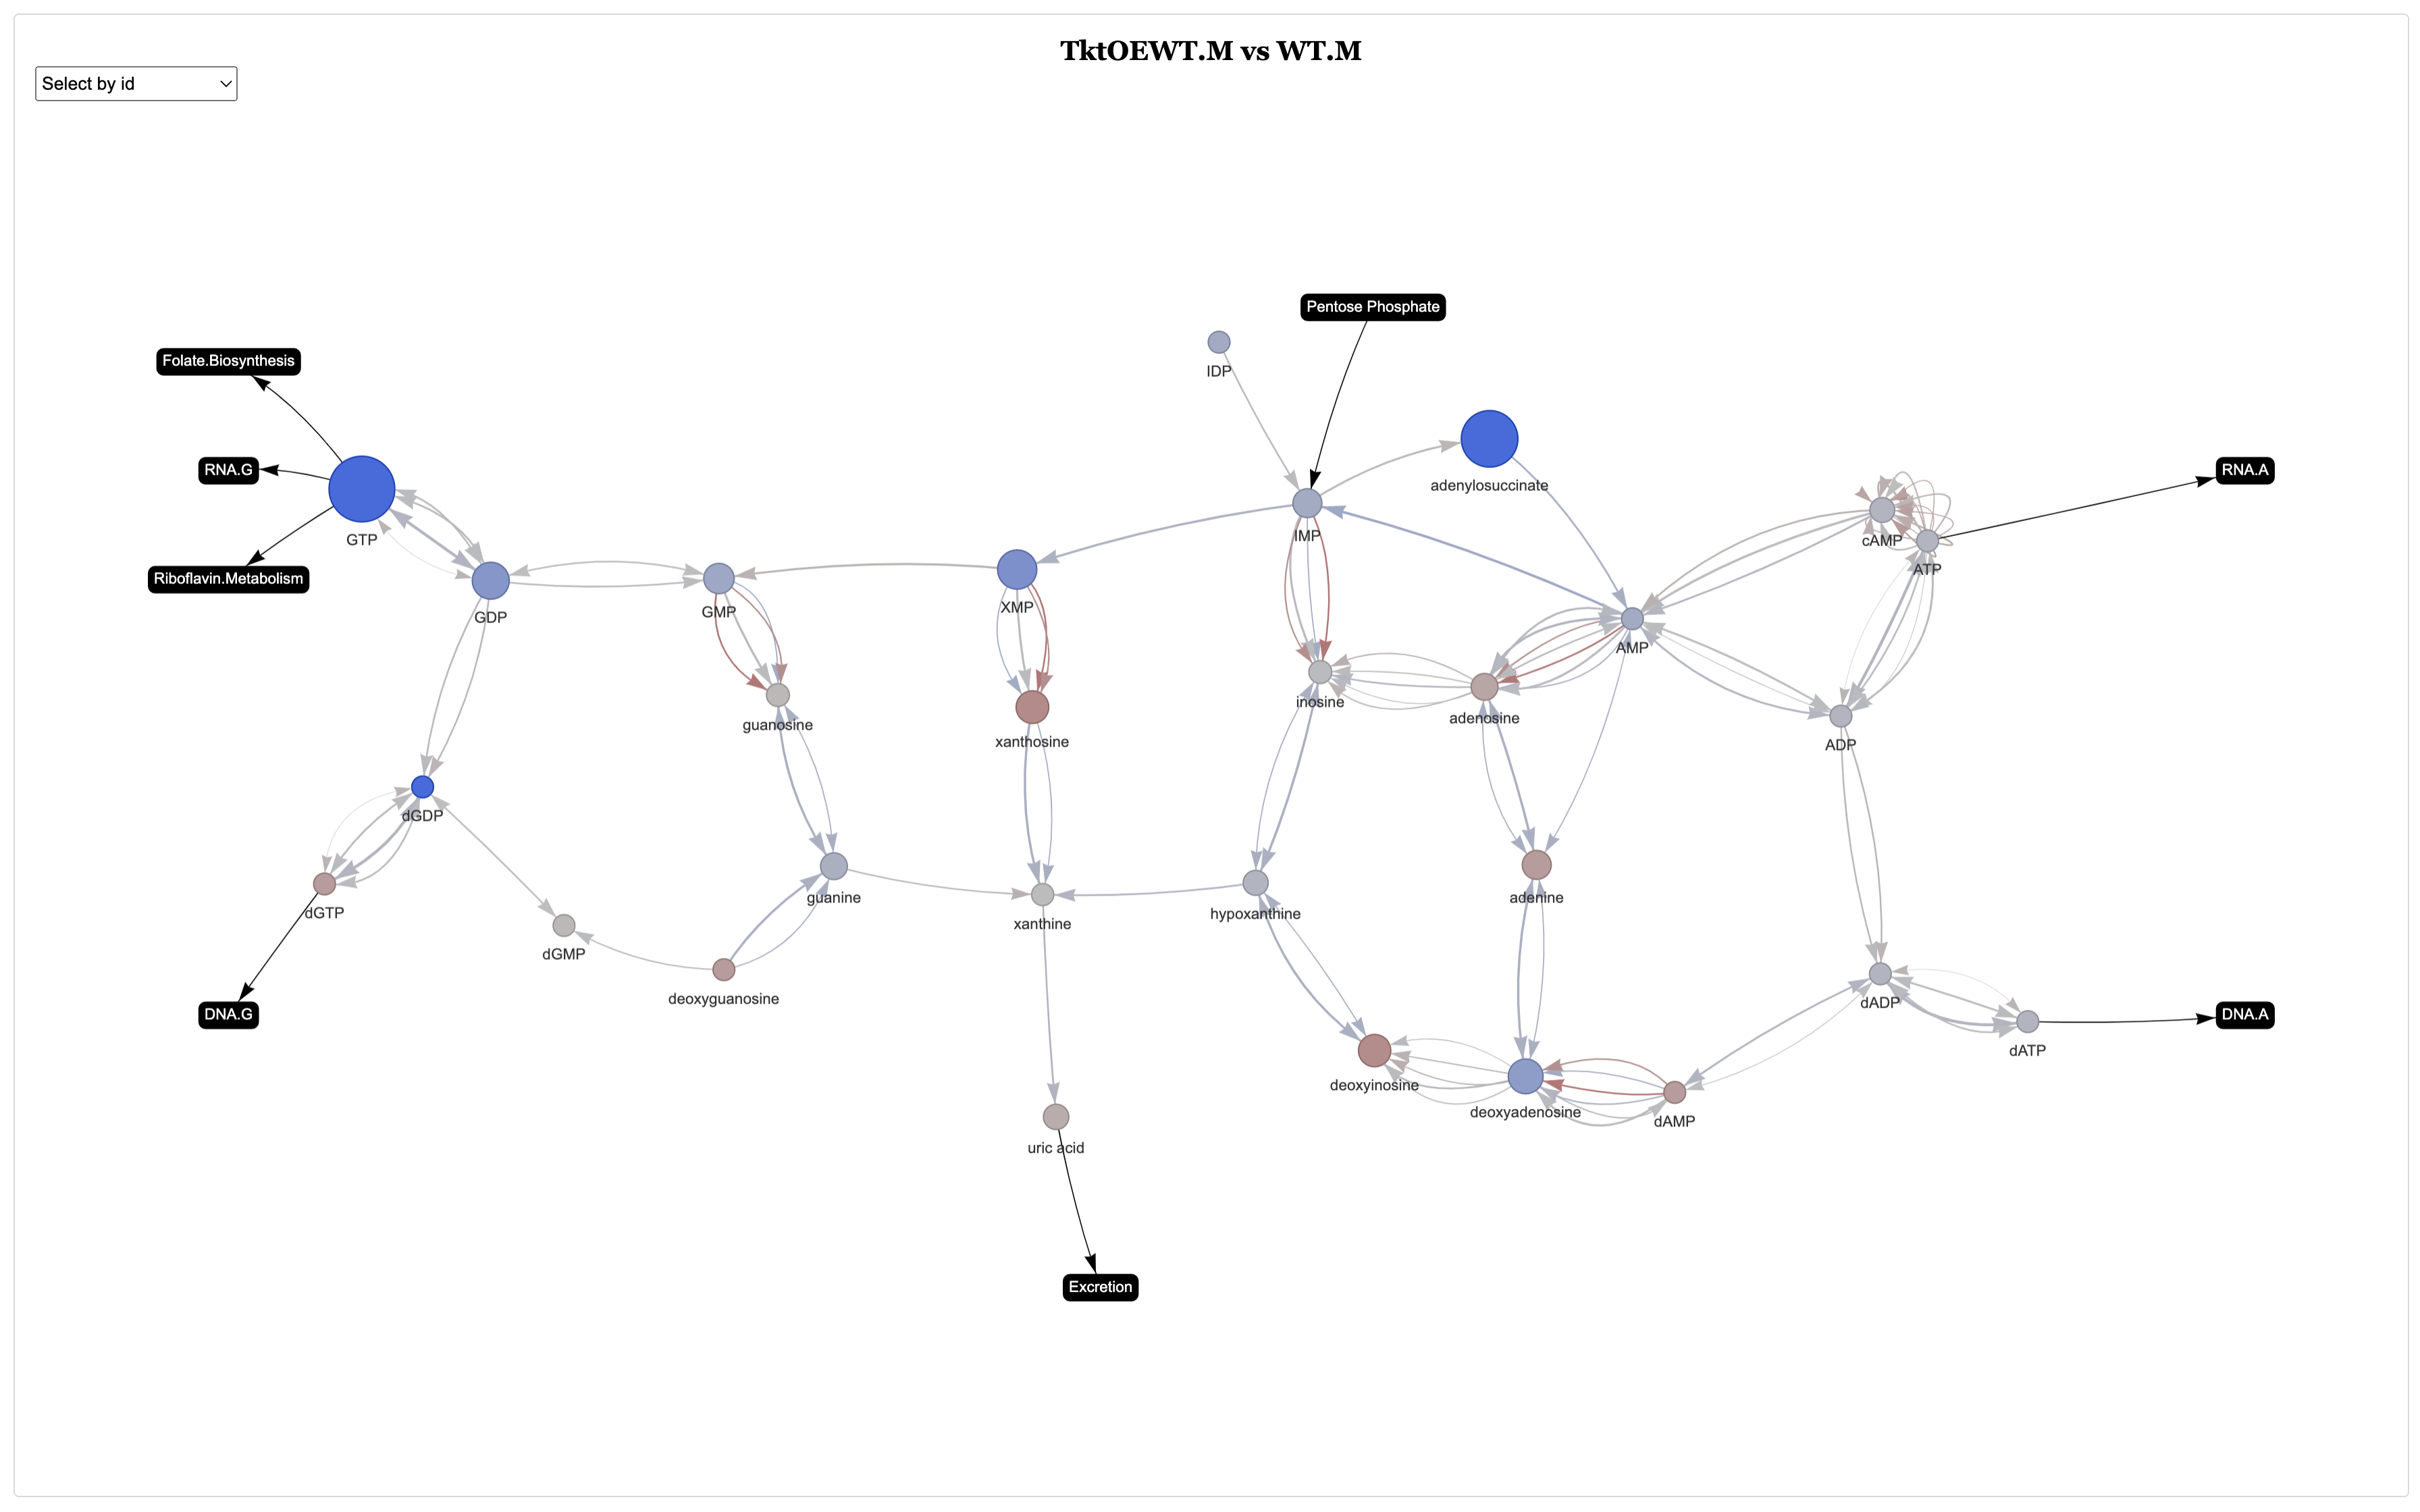 TktOEWT.M vs WT.M
Select by id
Pentose Phosphate
IDP
Folate.Biosynthesis
RNA.G
Riboflavin.Metabolism
GTP
GDP
GMP
XMP
IMP
adenylosuccinate
cAMP
ATP
RNA.A
AMP
guanosine
xanthosine
inosine
adenosine
ADP
dGDP
dGTP
dGMP
guanine
deoxyguanosine
xanthine
hypoxanthine
adenine
DNA.G
deoxyinosine
deoxyadenosine
dAMP
dADP
dATP
DNA.A
uric acid
Excretion